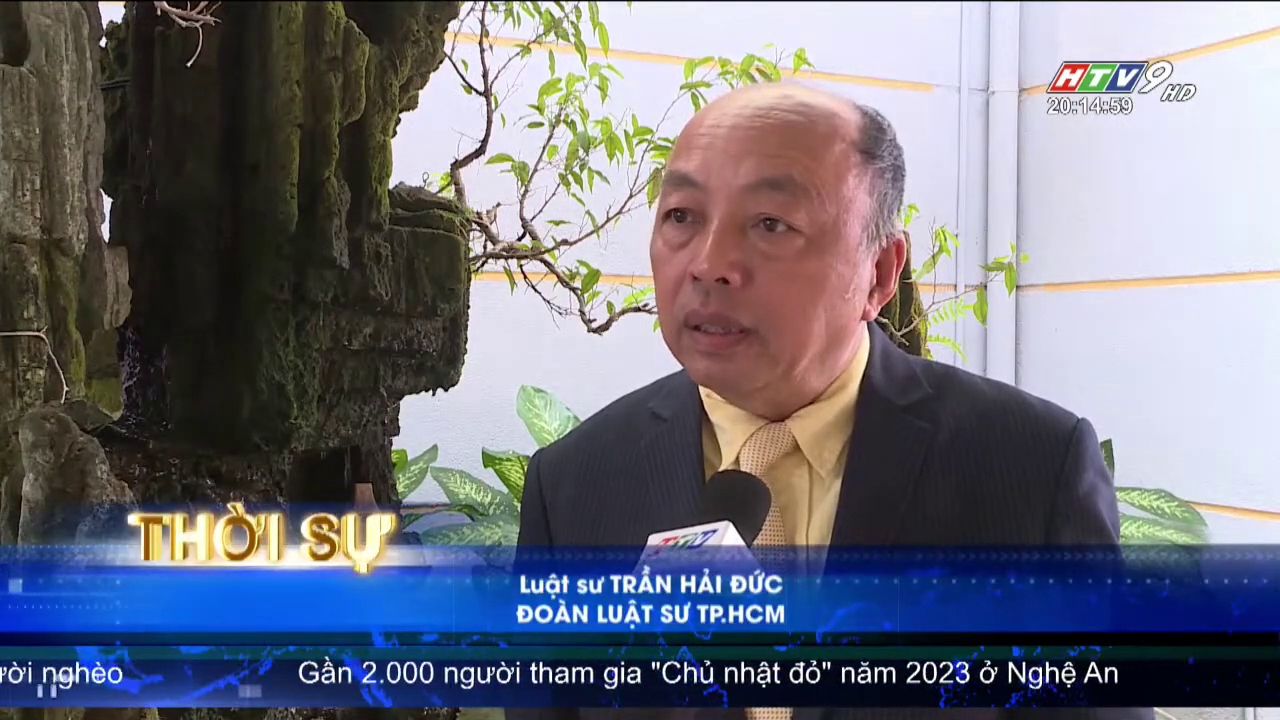 HTV9 HD
20:14:59
HTV
THỜI SỰ
Luật sư TRẦN HẢI ĐỨC
ĐOÀN LUẬT SƯ TP.HCM
ười nghèo Gần 2.000 người tham gia "Chủ nhật đỏ" năm 2023 ở Nghệ An